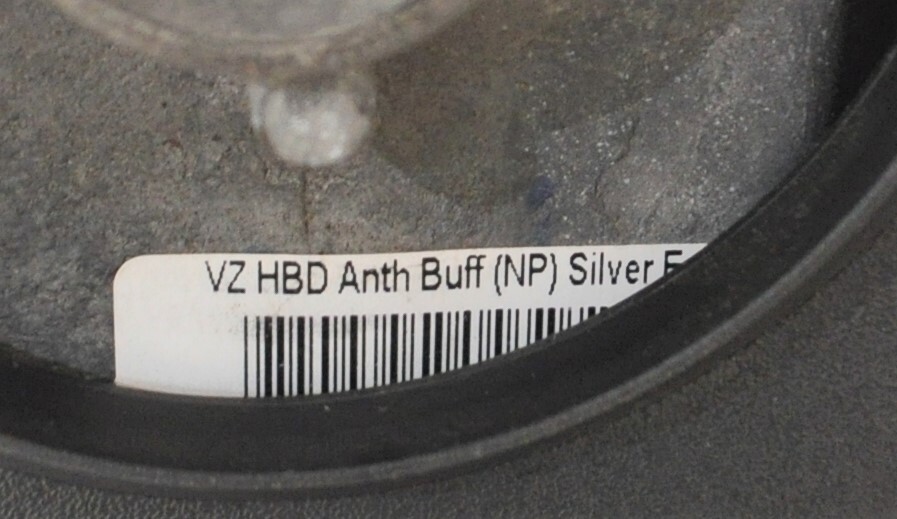 VZ HBD Anth Buff (NP) Silver